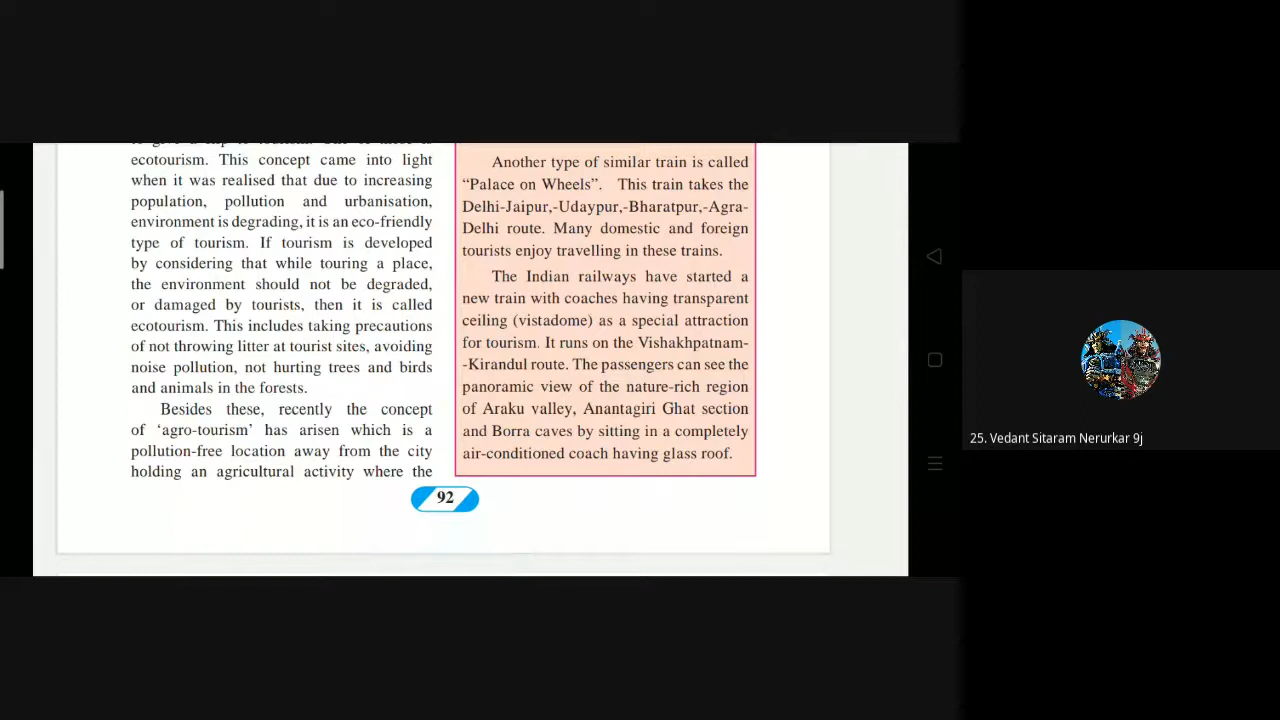 ecotourism. This concept came into light
when it was realised that due to increasing
population, pollution and urbanisation,
environment is degrading, it is an eco-friendly
type of tourism. If tourism is developed
by considering that while touring a place,
the environment should not be degraded,
or damaged by tourists, then it is called
ecotourism. This includes taking precautions
of not throwing litter at tourist sites, avoiding
noise pollution, not hurting trees and birds
and animals in the forests.
Besides these, recently the concept
of ‘agro-tourism’ has arisen which is a
pollution-free location away from the city
holding an agricultural activity where the
Another type of similar train is called
“Palace on Wheels”. This train takes the
Delhi-Jaipur,-Udaypur,-Bharatpur,-Agra-
Delhi route. Many domestic and foreign
tourists enjoy travelling in these trains.
The Indian railways have started a
new train with coaches having transparent
ceiling (vistadome) as a special attraction
for tourism. It runs on the Vishakhpatnam-
-Kirandul route. The passengers can see the
panoramic view of the nature-rich region
of Araku valley, Anantagiri Ghat section
and Borra caves by sitting in a completely
air-conditioned coach having glass roof.
92
25. Vedant Sitaram Nerurkar 9j